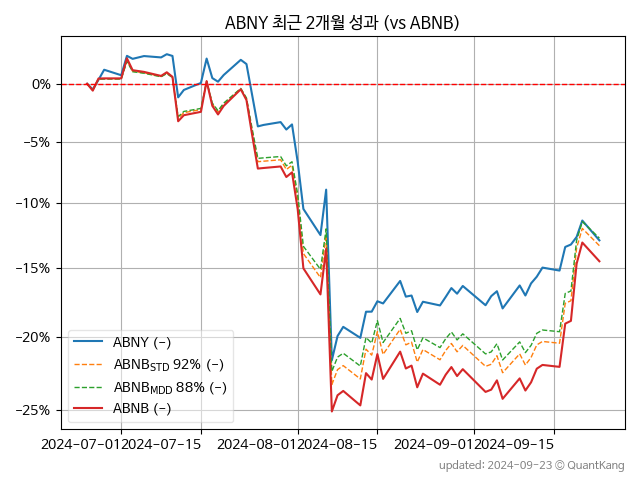 ABNY 최근 2개월 성과 (vs ABNB)
0%
−5%
−10%
−15%
−20%
−25%
ABNY (−)
ABNB_STD 92% (−)
ABNB_MDD 88% (−)
ABNB (−)
2024-07-01 2024-07-15 2024-08-01 2024-08-15 2024-09-01 2024-09-15
updated: 2024-09-23 © QuantKang